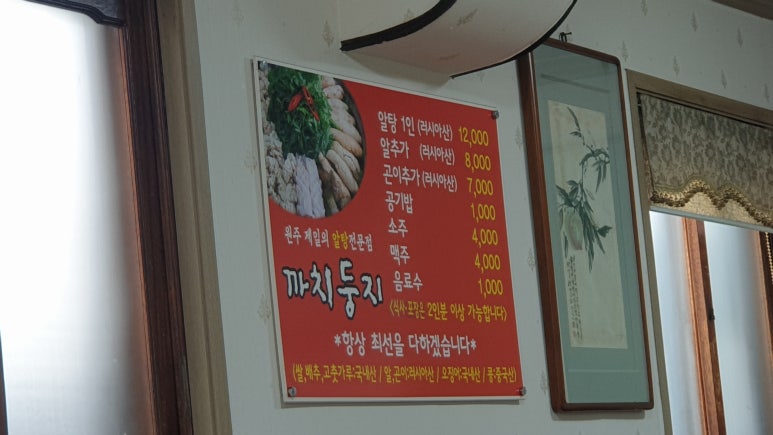 알탕 1인 (러시아산) 12,000
알추가 (러시아산) 8,000
곤이추가 (러시아산) 7,000
공기밥 1,000
소주 4,000
맥주 4,000
음료수 1,000
원주 제일의 알탕전문점
까치둥지
(식사·포장은 2인분 이상 가능합니다)
*항상 최선을 다하겠습니다*
(쌀,배추,고춧가루:국내산 / 알,곤이:러시아산 / 오징어:국내산 / 콩:중국산)